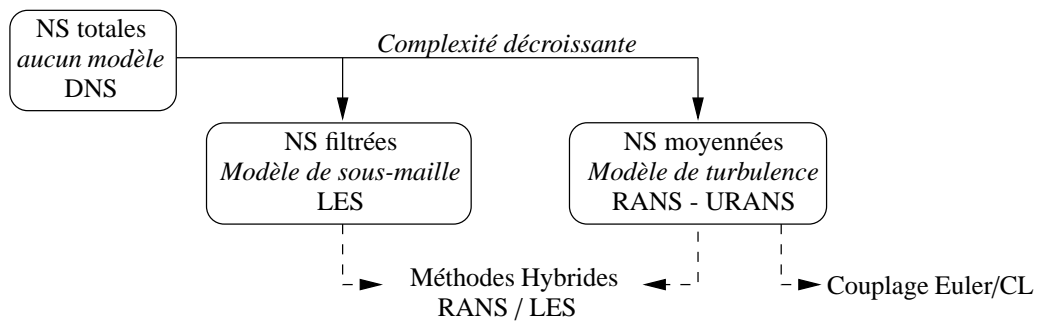 NS totales
aucun modèle
DNS
Complexité décroissante
NS filtrées
Modèle de sous-maille
LES
NS moyennées
Modèle de turbulence
RANS - URANS
Méthodes Hybrides
RANS / LES
Couplage Euler/CL